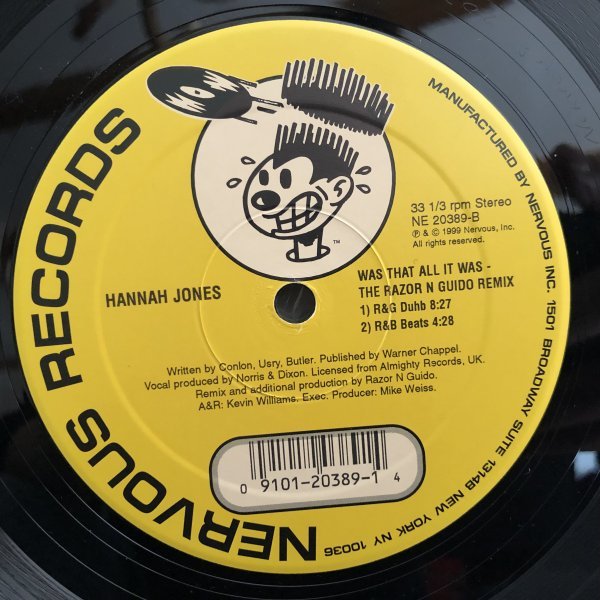 NERVOUS RECORDS
MANUFACTURED BY NERVOUS INC. 1501 BROADWAY SUITE 1314B NEW YORK NY 10036
TM
33 1/3 rpm Stereo
NE 20389-B
℗ & © 1999 Nervous, Inc.
All rights reserved.
HANNAH JONES
WAS THAT ALL IT WAS -
THE RAZOR N GUIDO REMIX
1) R&G Duhb 8:27
2) R&B Beats 4:28
Written by Conlon, Usry, Butler. Published by Warner Chappel.
Vocal produced by Norris & Dixon. Licensed from Almighty Records, UK.
Remix and additional production by Razor N Guido.
A&R: Kevin Williams. Exec. Producer: Mike Weiss.
0 9101-20389-1 4